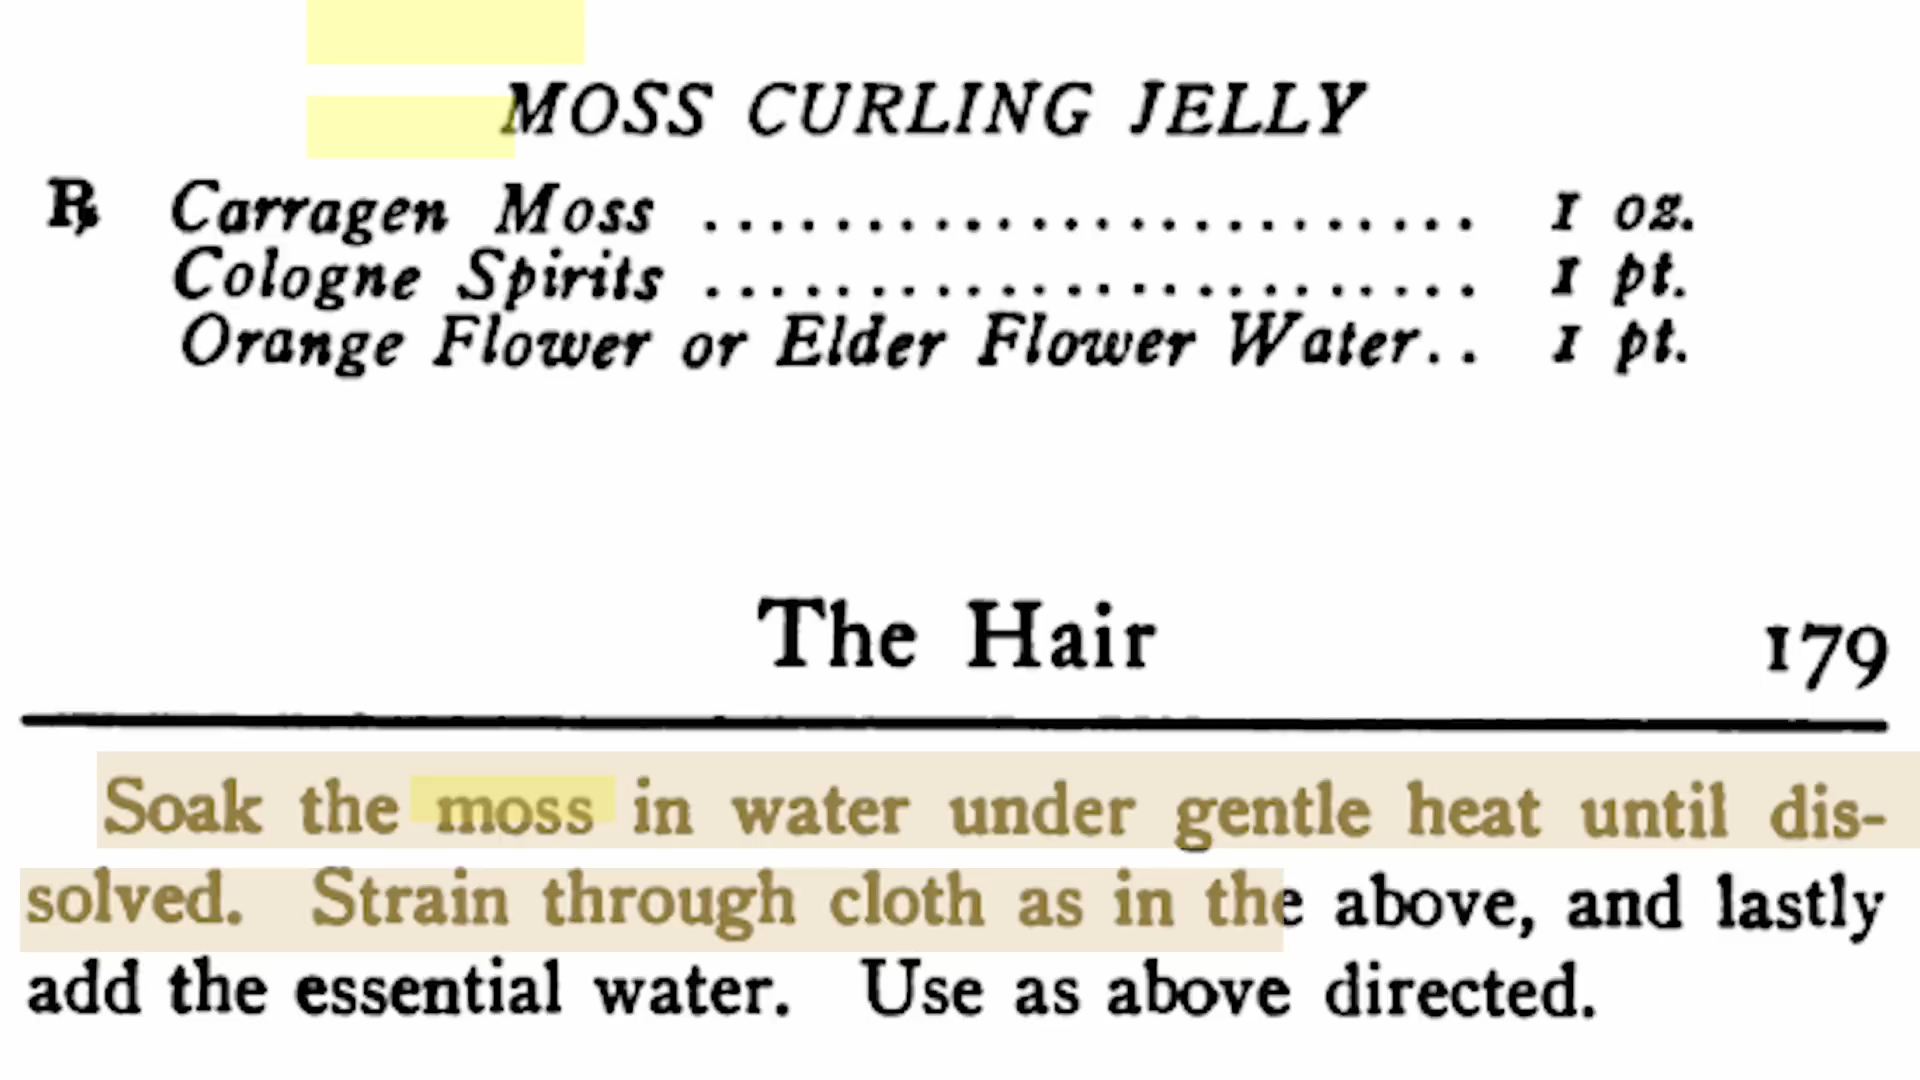 MOSS CURLING JELLY
℞ Carragen Moss ........................ 1 oz.
Cologne Spirits ........................ 1 pt.
Orange Flower or Elder Flower Water.. 1 pt.
The Hair 179
Soak the moss in water under gentle heat until dis-
solved. Strain through cloth as in the above, and lastly
add the essential water. Use as above directed.